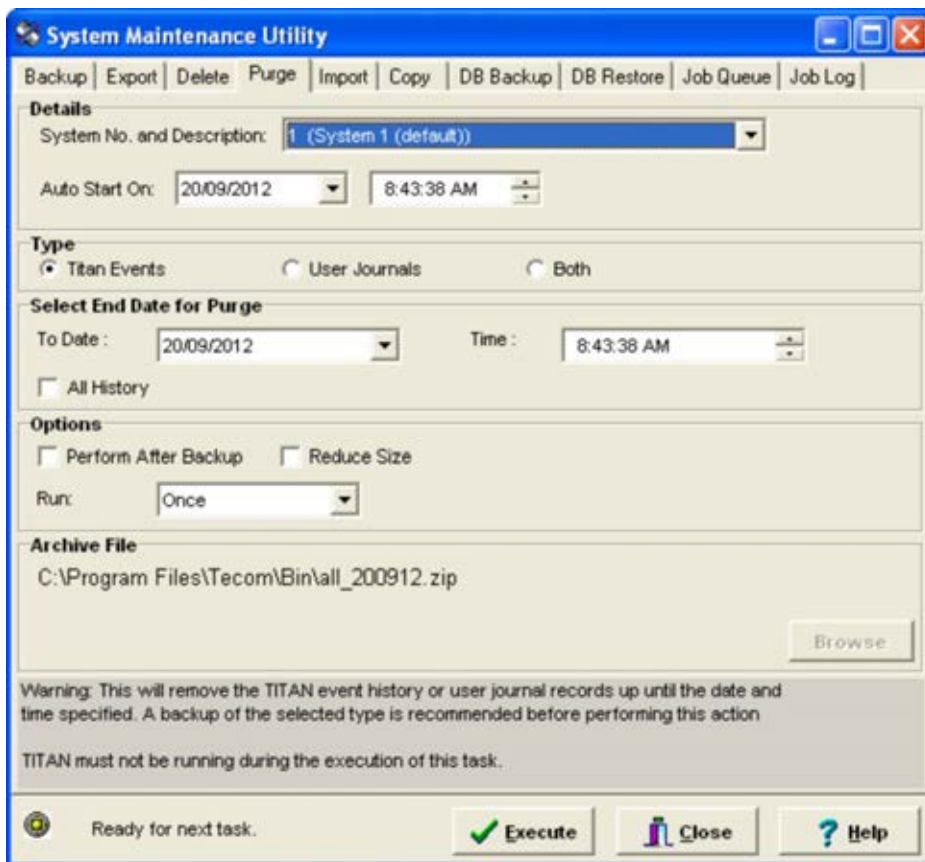 System Maintenance Utility
Backup Export Delete Purge Import Copy DB Backup DB Restore Job Queue Job Log
Details
System No. and Description: 1 (System 1 (default))
Auto Start On: 20/09/2012 8:43:38 AM
Type
Titan Events User Journals Both
Select End Date for Purge
To Date : 20/09/2012 Time : 8:43:38 AM
All History
Options
Perform After Backup Reduce Size
Run: Once
Archive File
C:\Program Files\Tecom\Bin\all_200912.zip
Browse
Warning: This will remove the TITAN event history or user journal records up until the date and
time specified. A backup of the selected type is recommended before performing this action
TITAN must not be running during the execution of this task.
Ready for next task. Execute Close Help